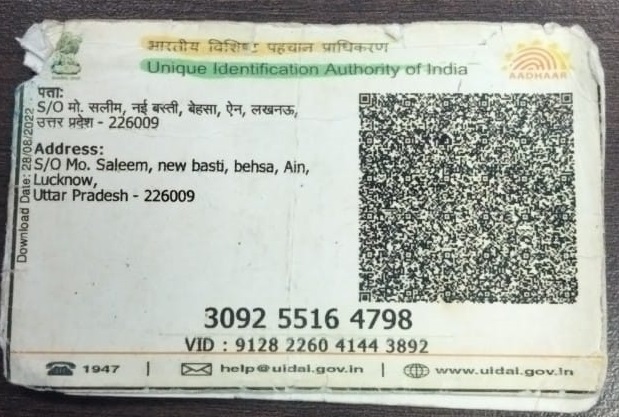 भारतीय विशिष्ट पहचान प्राधिकरण
Unique Identification Authority of India
AADHAAR
पता:
S/O मो. सलीम, नई बस्ती, बेहसा, ऐन, लखनऊ,
उत्तर प्रदेश - 226009
Address:
S/O Mo. Saleem, new basti, behsa, Ain,
Lucknow,
Uttar Pradesh - 226009
Download Date: 28/08/2022
3092 5516 4798
VID : 9128 2260 4144 3892
1947 | help@uidai.gov.in | www.uidai.gov.in